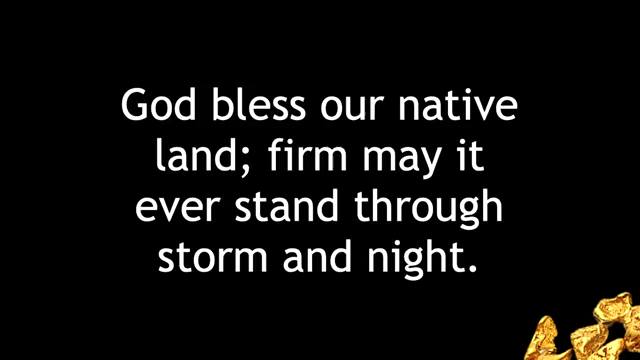 God bless our native
land; firm may it
ever stand through
storm and night.